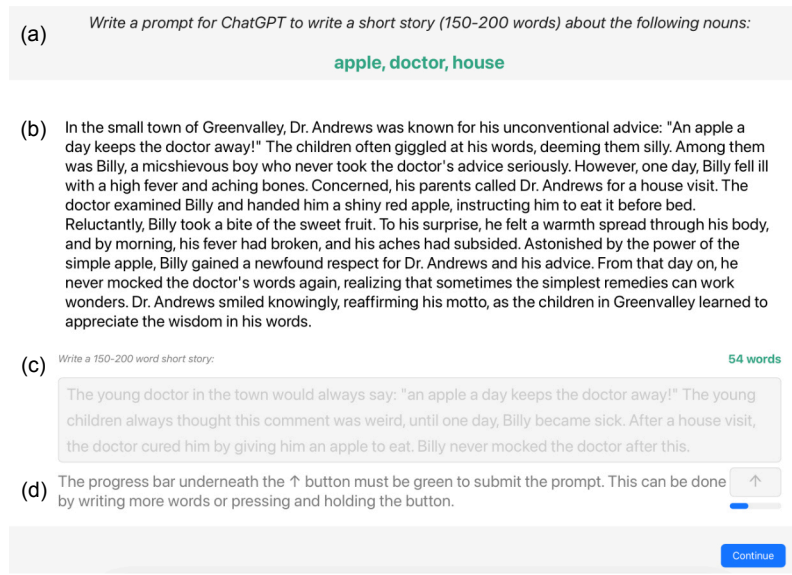 (a)
Write a prompt for ChatGPT to write a short story (150-200 words) about the following nouns:
apple, doctor, house
(b)
In the small town of Greenvalley, Dr. Andrews was known for his unconventional advice: "An apple a
day keeps the doctor away!" The children often giggled at his words, deeming them silly. Among them
was Billy, a micshievous boy who never took the doctor's advice seriously. However, one day, Billy fell ill
with a high fever and aching bones. Concerned, his parents called Dr. Andrews for a house visit. The
doctor examined Billy and handed him a shiny red apple, instructing him to eat it before bed.
Reluctantly, Billy took a bite of the sweet fruit. To his surprise, he felt a warmth spread through his body,
and by morning, his fever had broken, and his aches had subsided. Astonished by the power of the
simple apple, Billy gained a newfound respect for Dr. Andrews and his advice. From that day on, he
never mocked the doctor's words again, realizing that sometimes the simplest remedies can work
wonders. Dr. Andrews smiled knowingly, reaffirming his motto, as the children in Greenvalley learned to
appreciate the wisdom in his words.
(c)
Write a 150-200 word short story:
54 words
The young doctor in the town would always say: "an apple a day keeps the doctor away!" The young
children always thought this comment was weird, until one day, Billy became sick. After a house visit,
the doctor cured him by giving him an apple to eat. Billy never mocked the doctor after this.
(d)
The progress bar underneath the ↑ button must be green to submit the prompt. This can be done
by writing more words or pressing and holding the button.
↑
Continue